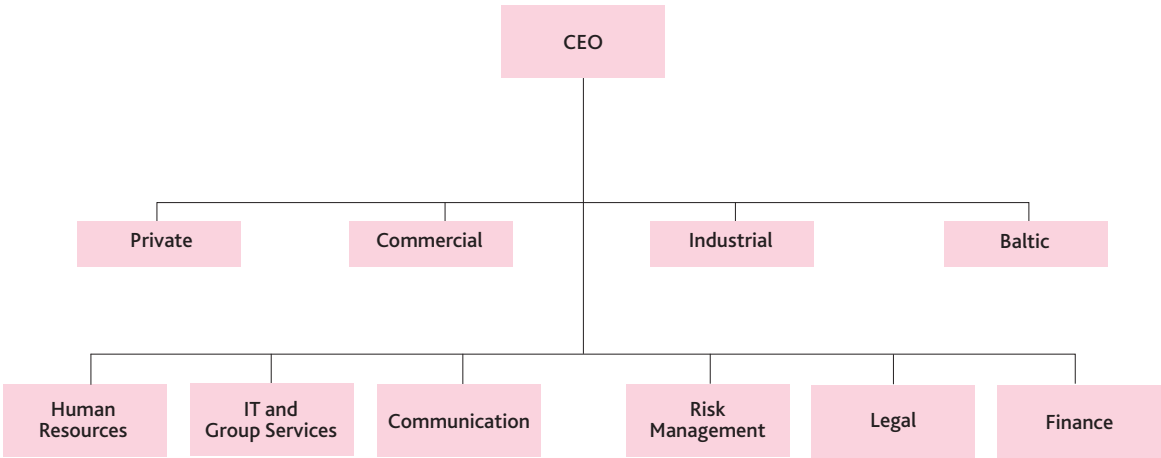 CEO
Private
Commercial
Industrial
Baltic
Human
Resources
IT and
Group Services
Communication
Risk
Management
Legal
Finance